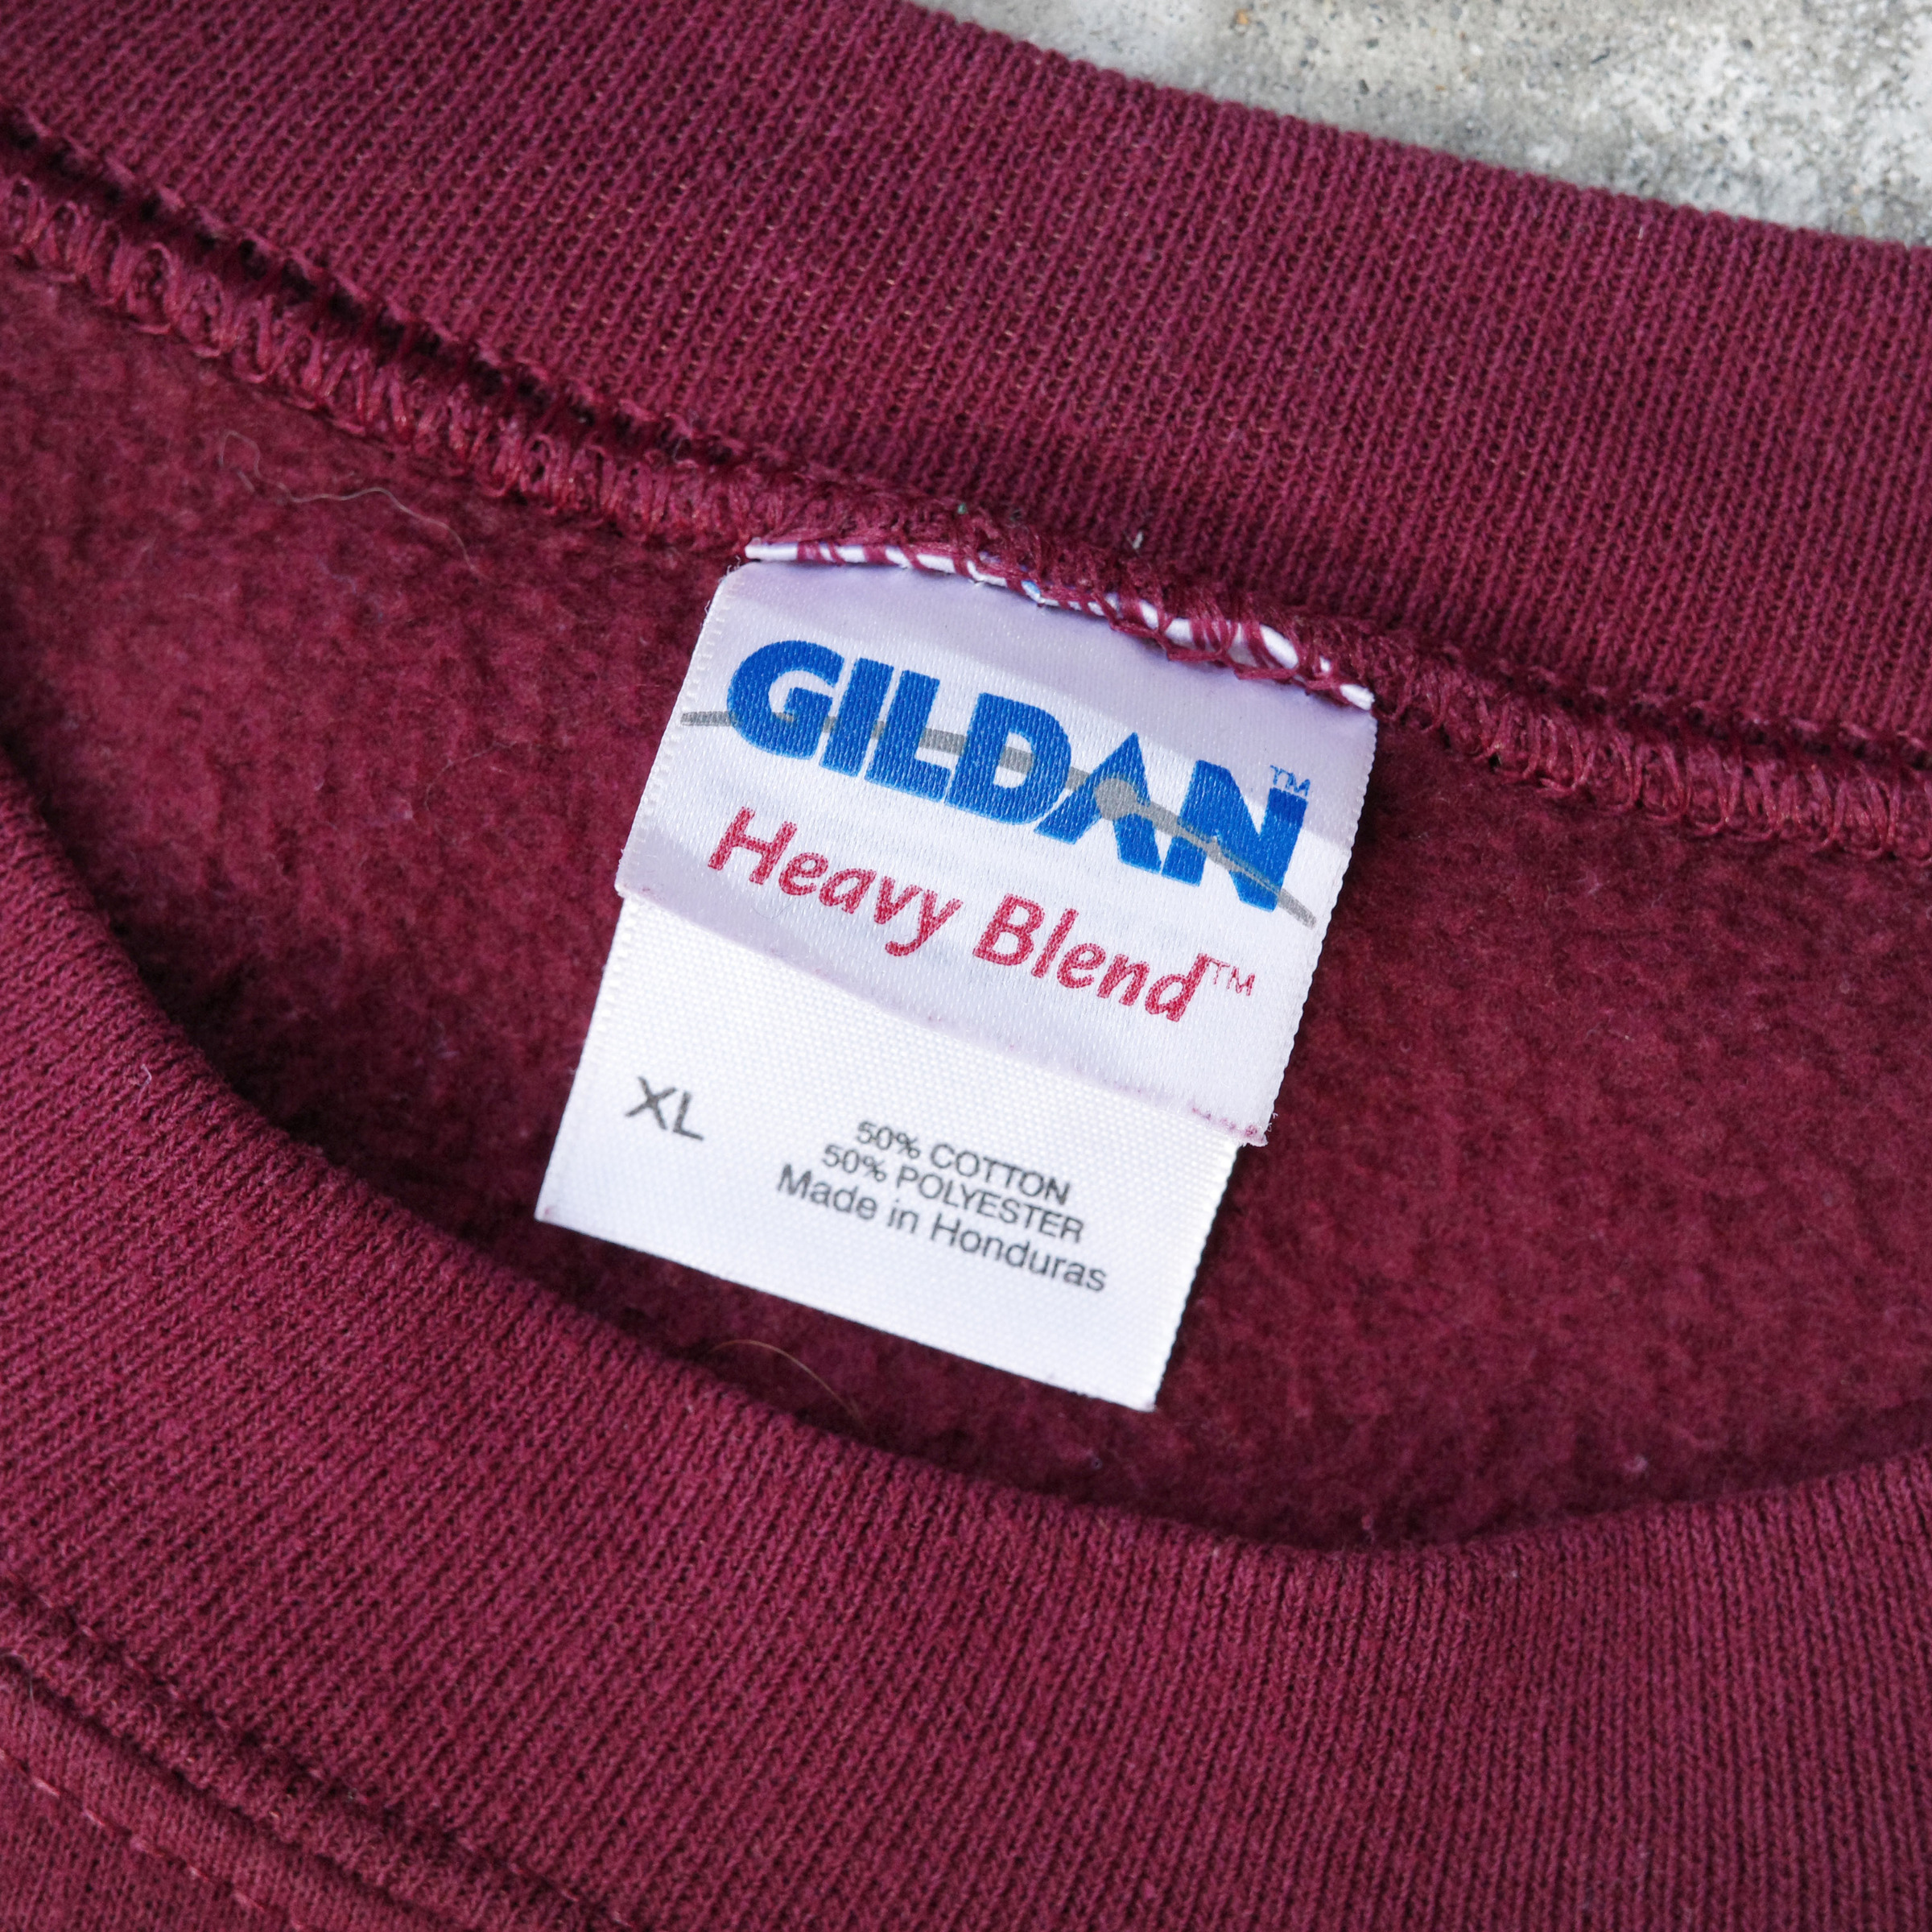 GILDAN™
Heavy Blend™
XL
50% COTTON
50% POLYESTER
Made in Honduras